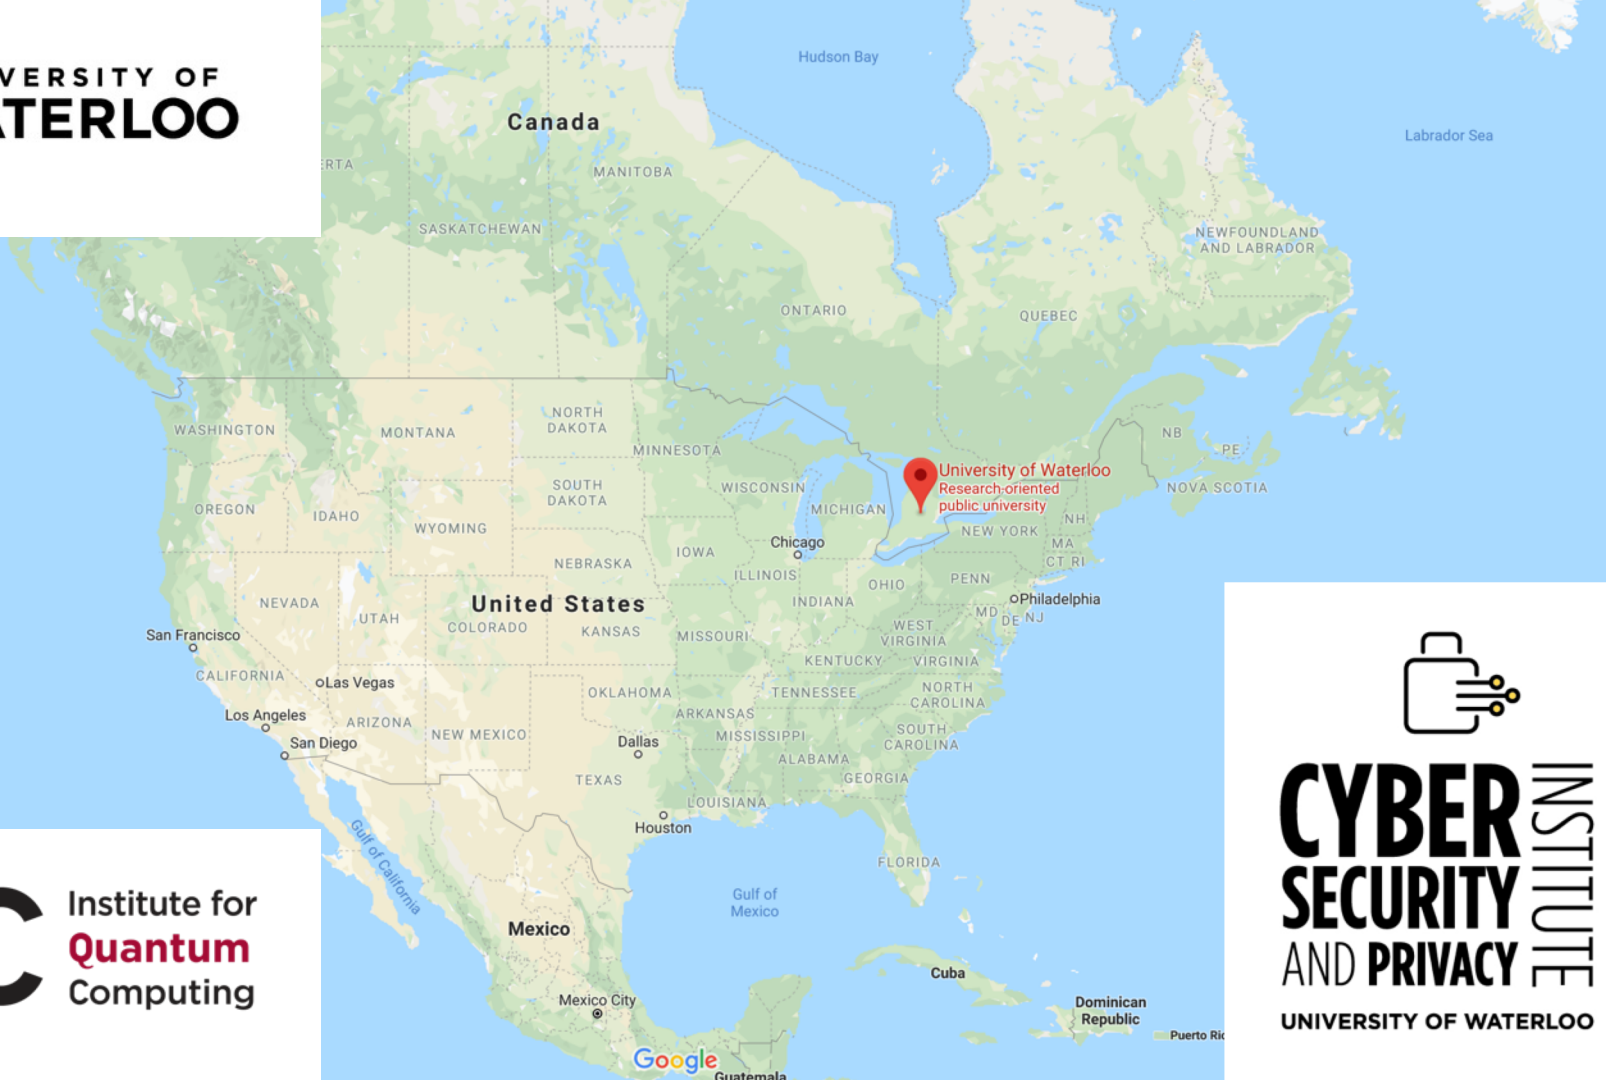 VERSITY OF
ATERLOO
Hudson Bay
Labrador Sea
Canada
ERTA
MANITOBA
SASKATCHEWAN
NEWFOUNDLAND
AND LABRADOR
ONTARIO
QUEBEC
WASHINGTON
MONTANA
NORTH
DAKOTA
MINNESOTA
NB
PE
NOVA SCOTIA
University of Waterloo
Research-oriented
public university
SOUTH
DAKOTA
WISCONSIN
MICHIGAN
OREGON
IDAHO
WYOMING
NH
NEW YORK
MA
CT RI
Chicago
IOWA
NEBRASKA
ILLINOIS
OHIO
PENN
INDIANA
NEVADA
United States
Philadelphia
MD
DE
NJ
UTAH
COLORADO
KANSAS
MISSOURI
WEST
VIRGINIA
San Francisco
KENTUCKY
VIRGINIA
CALIFORNIA
Las Vegas
OKLAHOMA
TENNESSEE
NORTH
CAROLINA
Los Angeles
ARIZONA
NEW MEXICO
ARKANSAS
MISSISSIPPI
SOUTH
CAROLINA
San Diego
Dallas
ALABAMA
TEXAS
GEORGIA
LOUISIANA
Houston
Gulf of California
FLORIDA
Gulf of
Mexico
Mexico
Cuba
Mexico City
Dominican
Republic
Puerto Ric
Google
Guatemala
Institute for
Quantum
Computing
CYBER
SECURITY
AND PRIVACY
INSTITUTE
UNIVERSITY OF WATERLOO